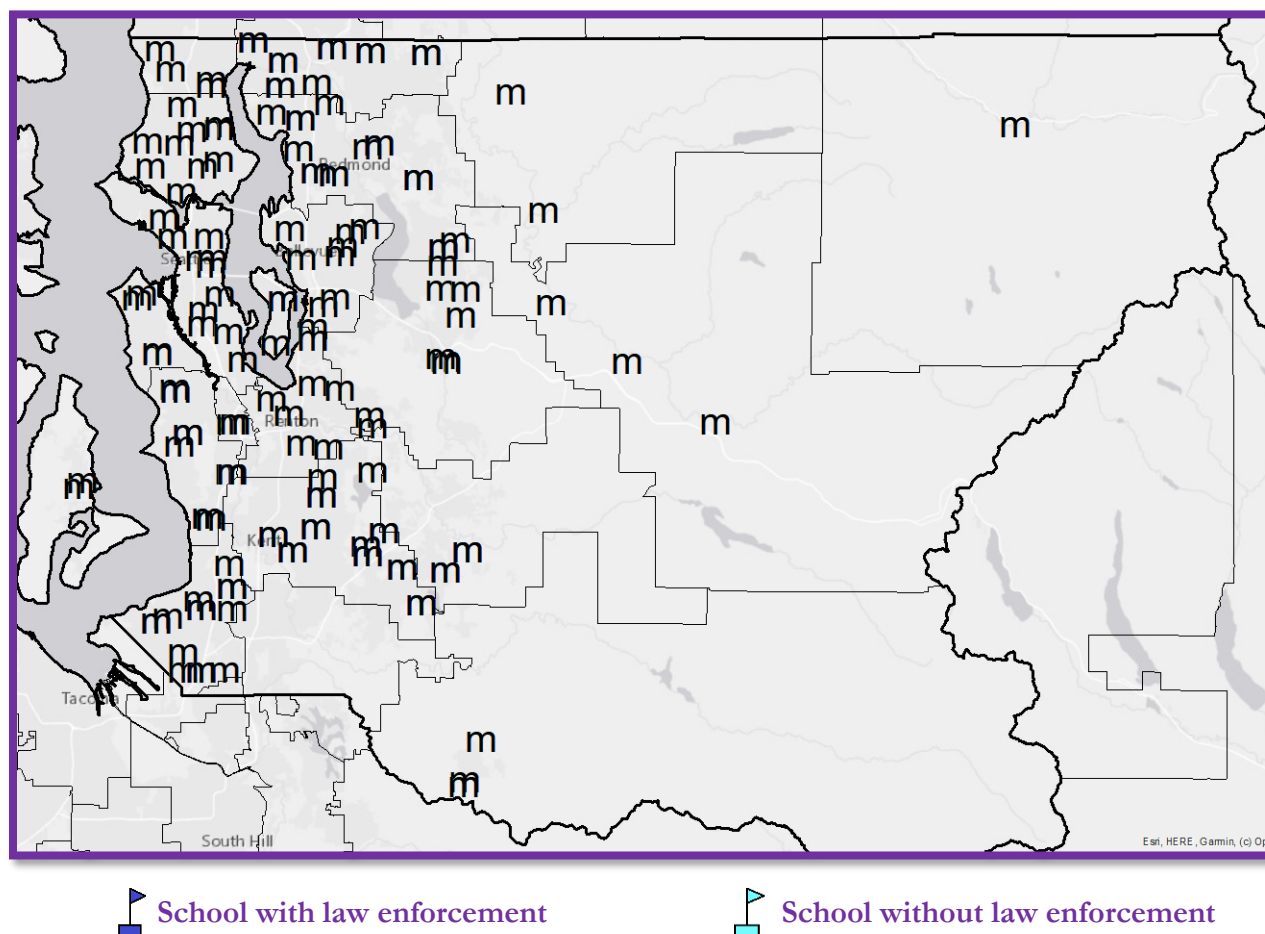 Redmond
Bellevue
Seattle
Renton
Kent
Tacoma
South Hill
Esri, HERE, Garmin, (c) Op
School with law enforcement
School without law enforcement